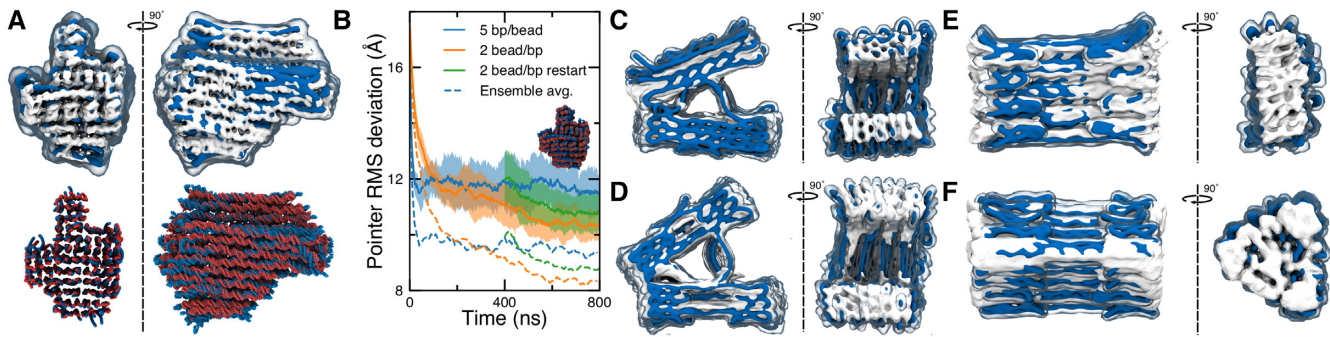 A
90°
B
Pointer RMS deviation (Å)
16
12
8
5 bp/bead
2 bead/bp
2 bead/bp restart
Ensemble avg.
0
400
800
Time (ns)
C
90°
D
90°
E
90°
F
90°